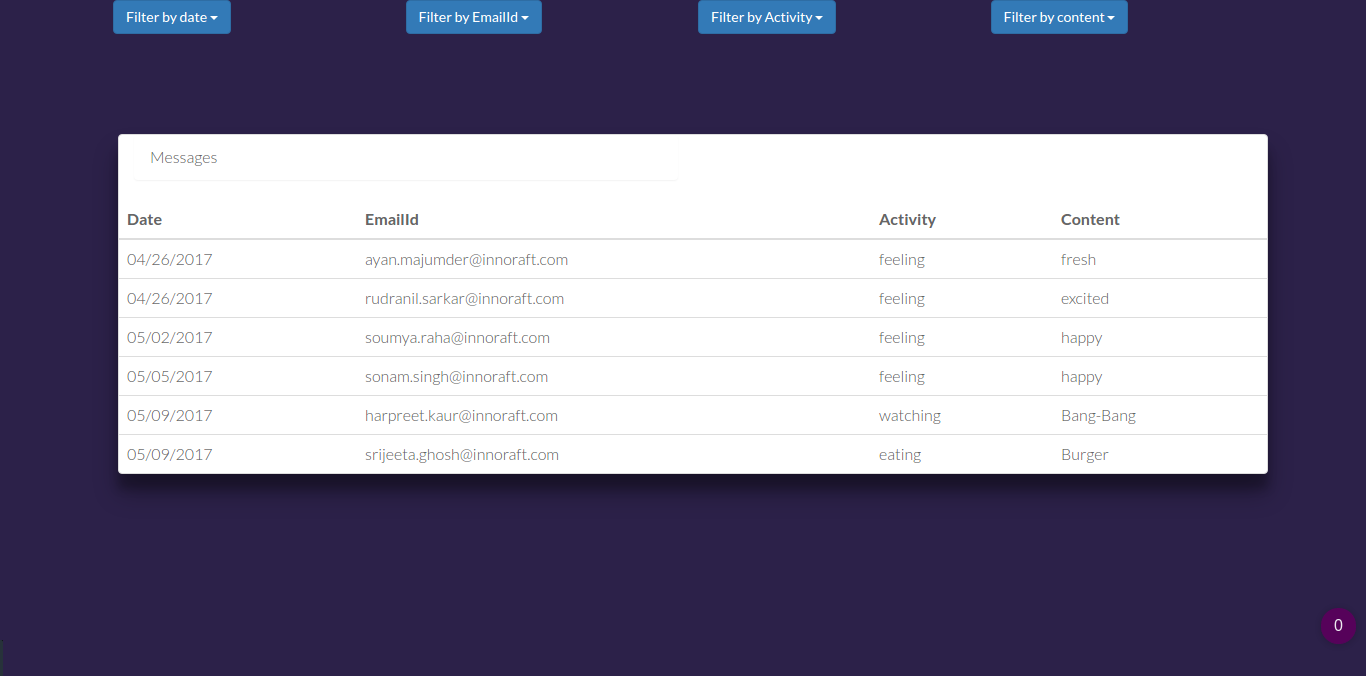 Filter by date Filter by EmailId Filter by Activity Filter by content
Messages
Date EmailId Activity Content
04/26/2017 ayan.majumder@innoraft.com feeling fresh
04/26/2017 rudranil.sarkar@innoraft.com feeling excited
05/02/2017 soumya.raha@innoraft.com feeling happy
05/05/2017 sonam.singh@innoraft.com feeling happy
05/09/2017 harpreet.kaur@innoraft.com watching Bang-Bang
05/09/2017 srijeeta.ghosh@innoraft.com eating Burger
0